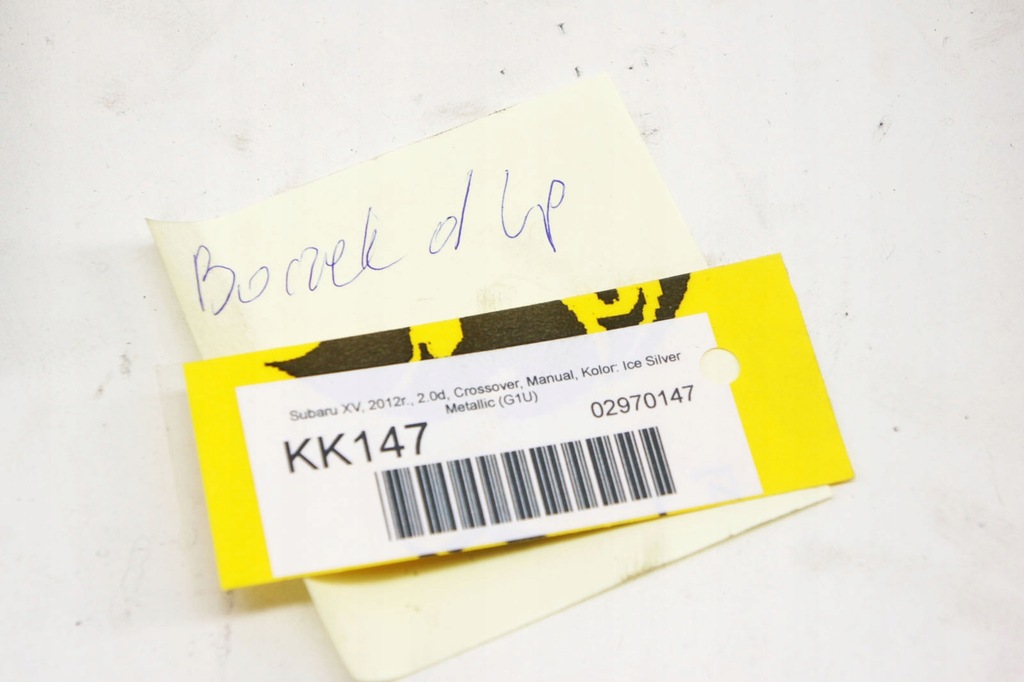 Boczek d Lp
Subaru XV, 2012r., 2.0d, Crossover, Manual, Kolor: Ice Silver
Metallic (G1U)
KK147
02970147